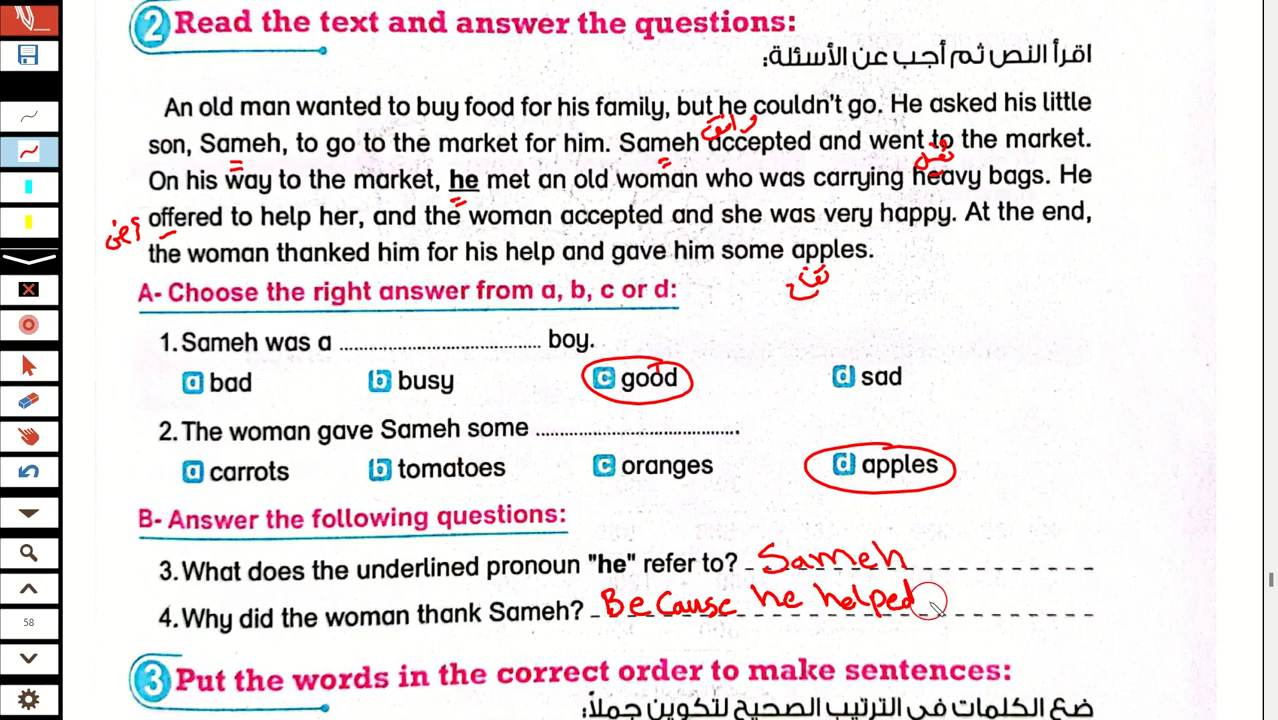 2 Read the text and answer the questions:
اقرأ النص ثم أجب عن الأسئلة:
An old man wanted to buy food for his family, but he couldn't go. He asked his little
وافق
son, Sameh, to go to the market for him. Sameh accepted and went to the market.
On his way to the market, he met an old woman who was carrying heavy bags. He
offered to help her, and the woman accepted and she was very happy. At the end,
the woman thanked him for his help and gave him some apples.
A- Choose the right answer from a, b, c or d:
1. Sameh was a ........................................ boy.
a bad b busy c good d sad
2. The woman gave Sameh some ........................................
a carrots b tomatoes c oranges d apples
B- Answer the following questions:
3. What does the underlined pronoun "he" refer to? Sameh
4. Why did the woman thank Sameh? Because he helped
58
3 Put the words in the correct order to make sentences:
ضع الكلمات في الترتيب الصحيح لتكوين جملاً: